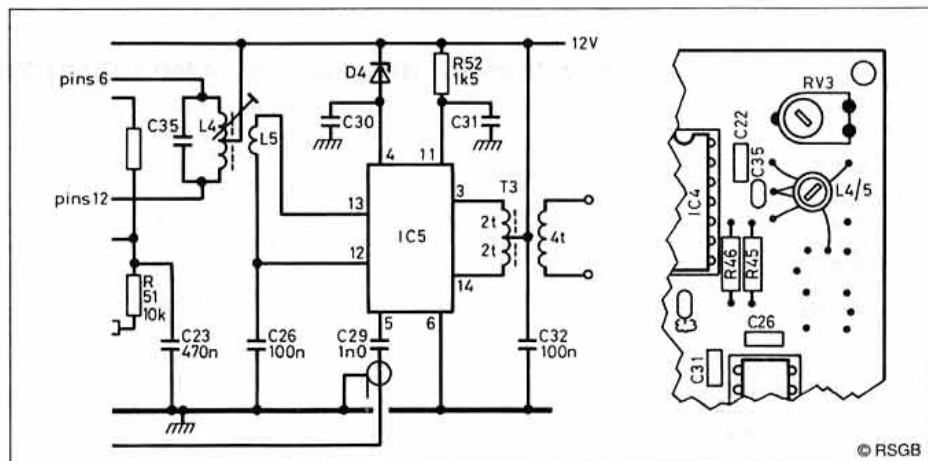 12V
pins 6
D4
R52
1k5
C35
L4
L5
C30
C31
4
11
pins 12
13
3
T3
2t
2t
4t
IC5
12
14
R
51
10k
5
6
C23
470n
C26
100n
C29
1n0
C32
100n
RV3
C22
C35
L4/5
IC4
R46
R45
C26
C31
© RSGB